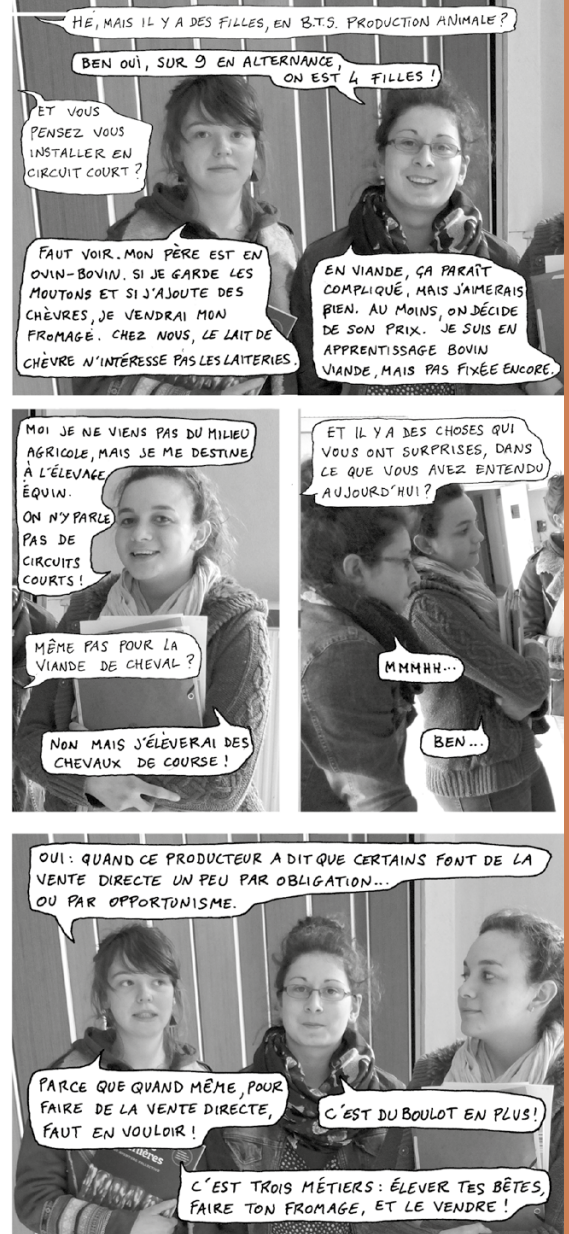 HÉ, MAIS IL Y A DES FILLES, EN B.T.S. PRODUCTION ANIMALE ?
BEN OUI, SUR 9 EN ALTERNANCE,
ON EST 4 FILLES !
ET VOUS
PENSEZ VOUS
INSTALLER EN
CIRCUIT COURT ?
FAUT VOIR. MON PÈRE EST EN
OVIN-BOVIN. SI JE GARDE LES
MOUTONS ET SI J'AJOUTE DES
CHÈVRES, JE VENDRAI MON
FROMAGE. CHEZ NOUS, LE LAIT DE
CHÈVRE N'INTÉRESSE PAS LES LAITERIES.
EN VIANDE, ÇA PARAÎT
COMPLIQUÉ, MAIS J'AIMERAIS
BIEN. AU MOINS, ON DÉCIDE
DE SON PRIX. JE SUIS EN
APPRENTISSAGE BOVIN
VIANDE, MAIS PAS FIXÉE ENCORE.
MOI JE NE VIENS PAS DU MILIEU
AGRICOLE, MAIS JE ME DESTINE
À L'ÉLEVAGE
ÉQUIN.
ON N'Y PARLE
PAS DE
CIRCUITS
COURTS !
MÊME PAS POUR LA
VIANDE DE CHEVAL ?
NON MAIS J'ÉLÈVERAI DES
CHEVAUX DE COURSE !
ET IL Y A DES CHOSES QUI
VOUS ONT SURPRISES, DANS
CE QUE VOUS AVEZ ENTENDU
AUJOURD'HUI ?
MMMHH...
BEN...
OUI : QUAND CE PRODUCTEUR A DIT QUE CERTAINS FONT DE LA
VENTE DIRECTE UN PEU PAR OBLIGATION...
OU PAR OPPORTUNISME.
PARCE QUE QUAND MÊME, POUR
FAIRE DE LA VENTE DIRECTE,
FAUT EN VOULOIR !
C'EST DU BOULOT EN PLUS !
C'EST TROIS MÉTIERS : ÉLEVER TES BÊTES,
FAIRE TON FROMAGE, ET LE VENDRE !